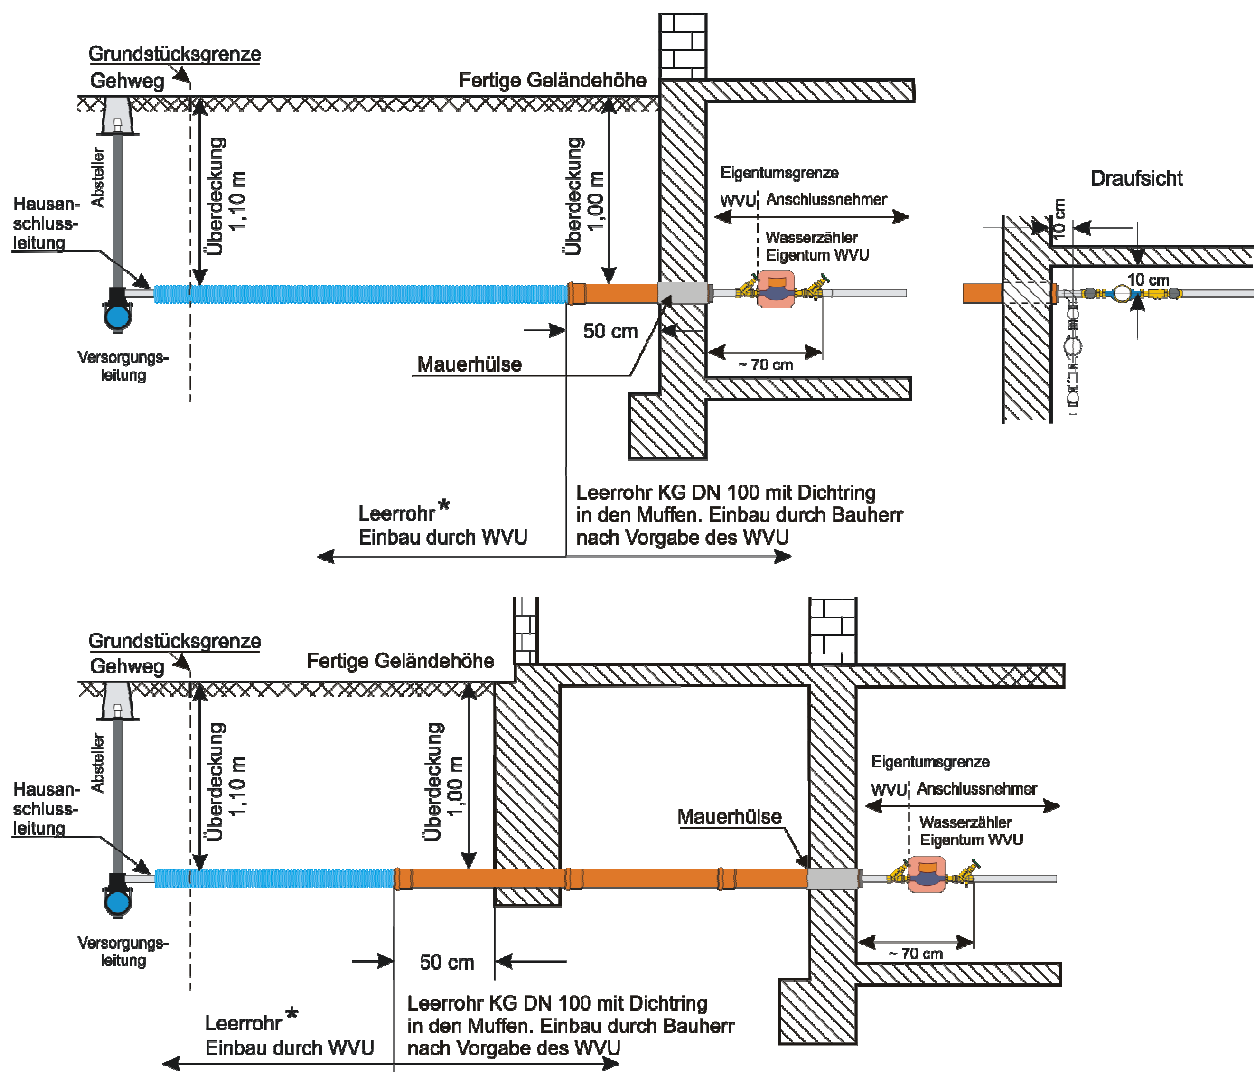 Grundstücksgrenze
Gehweg
Fertige Geländehöhe
Absteller
Überdeckung
1,10 m
Überdeckung
1,00 m
Hausan-
schluss-
leitung
Versorgungs-
leitung
Eigentumsgrenze
WVU
Anschlussnehmer
Wasserzähler
Eigentum WVU
50 cm
~ 70 cm
Mauerhülse
Draufsicht
10 cm
10 cm
Leerrohr*
Einbau durch WVU
Leerrohr KG DN 100 mit Dichtring
in den Muffen. Einbau durch Bauherr
nach Vorgabe des WVU
Grundstücksgrenze
Gehweg
Fertige Geländehöhe
Absteller
Überdeckung
1,10 m
Überdeckung
1,00 m
Hausan-
schluss-
leitung
Versorgungs-
leitung
Mauerhülse
Eigentumsgrenze
WVU
Anschlussnehmer
Wasserzähler
Eigentum WVU
~ 70 cm
50 cm
Leerrohr*
Einbau durch WVU
Leerrohr KG DN 100 mit Dichtring
in den Muffen. Einbau durch Bauherr
nach Vorgabe des WVU